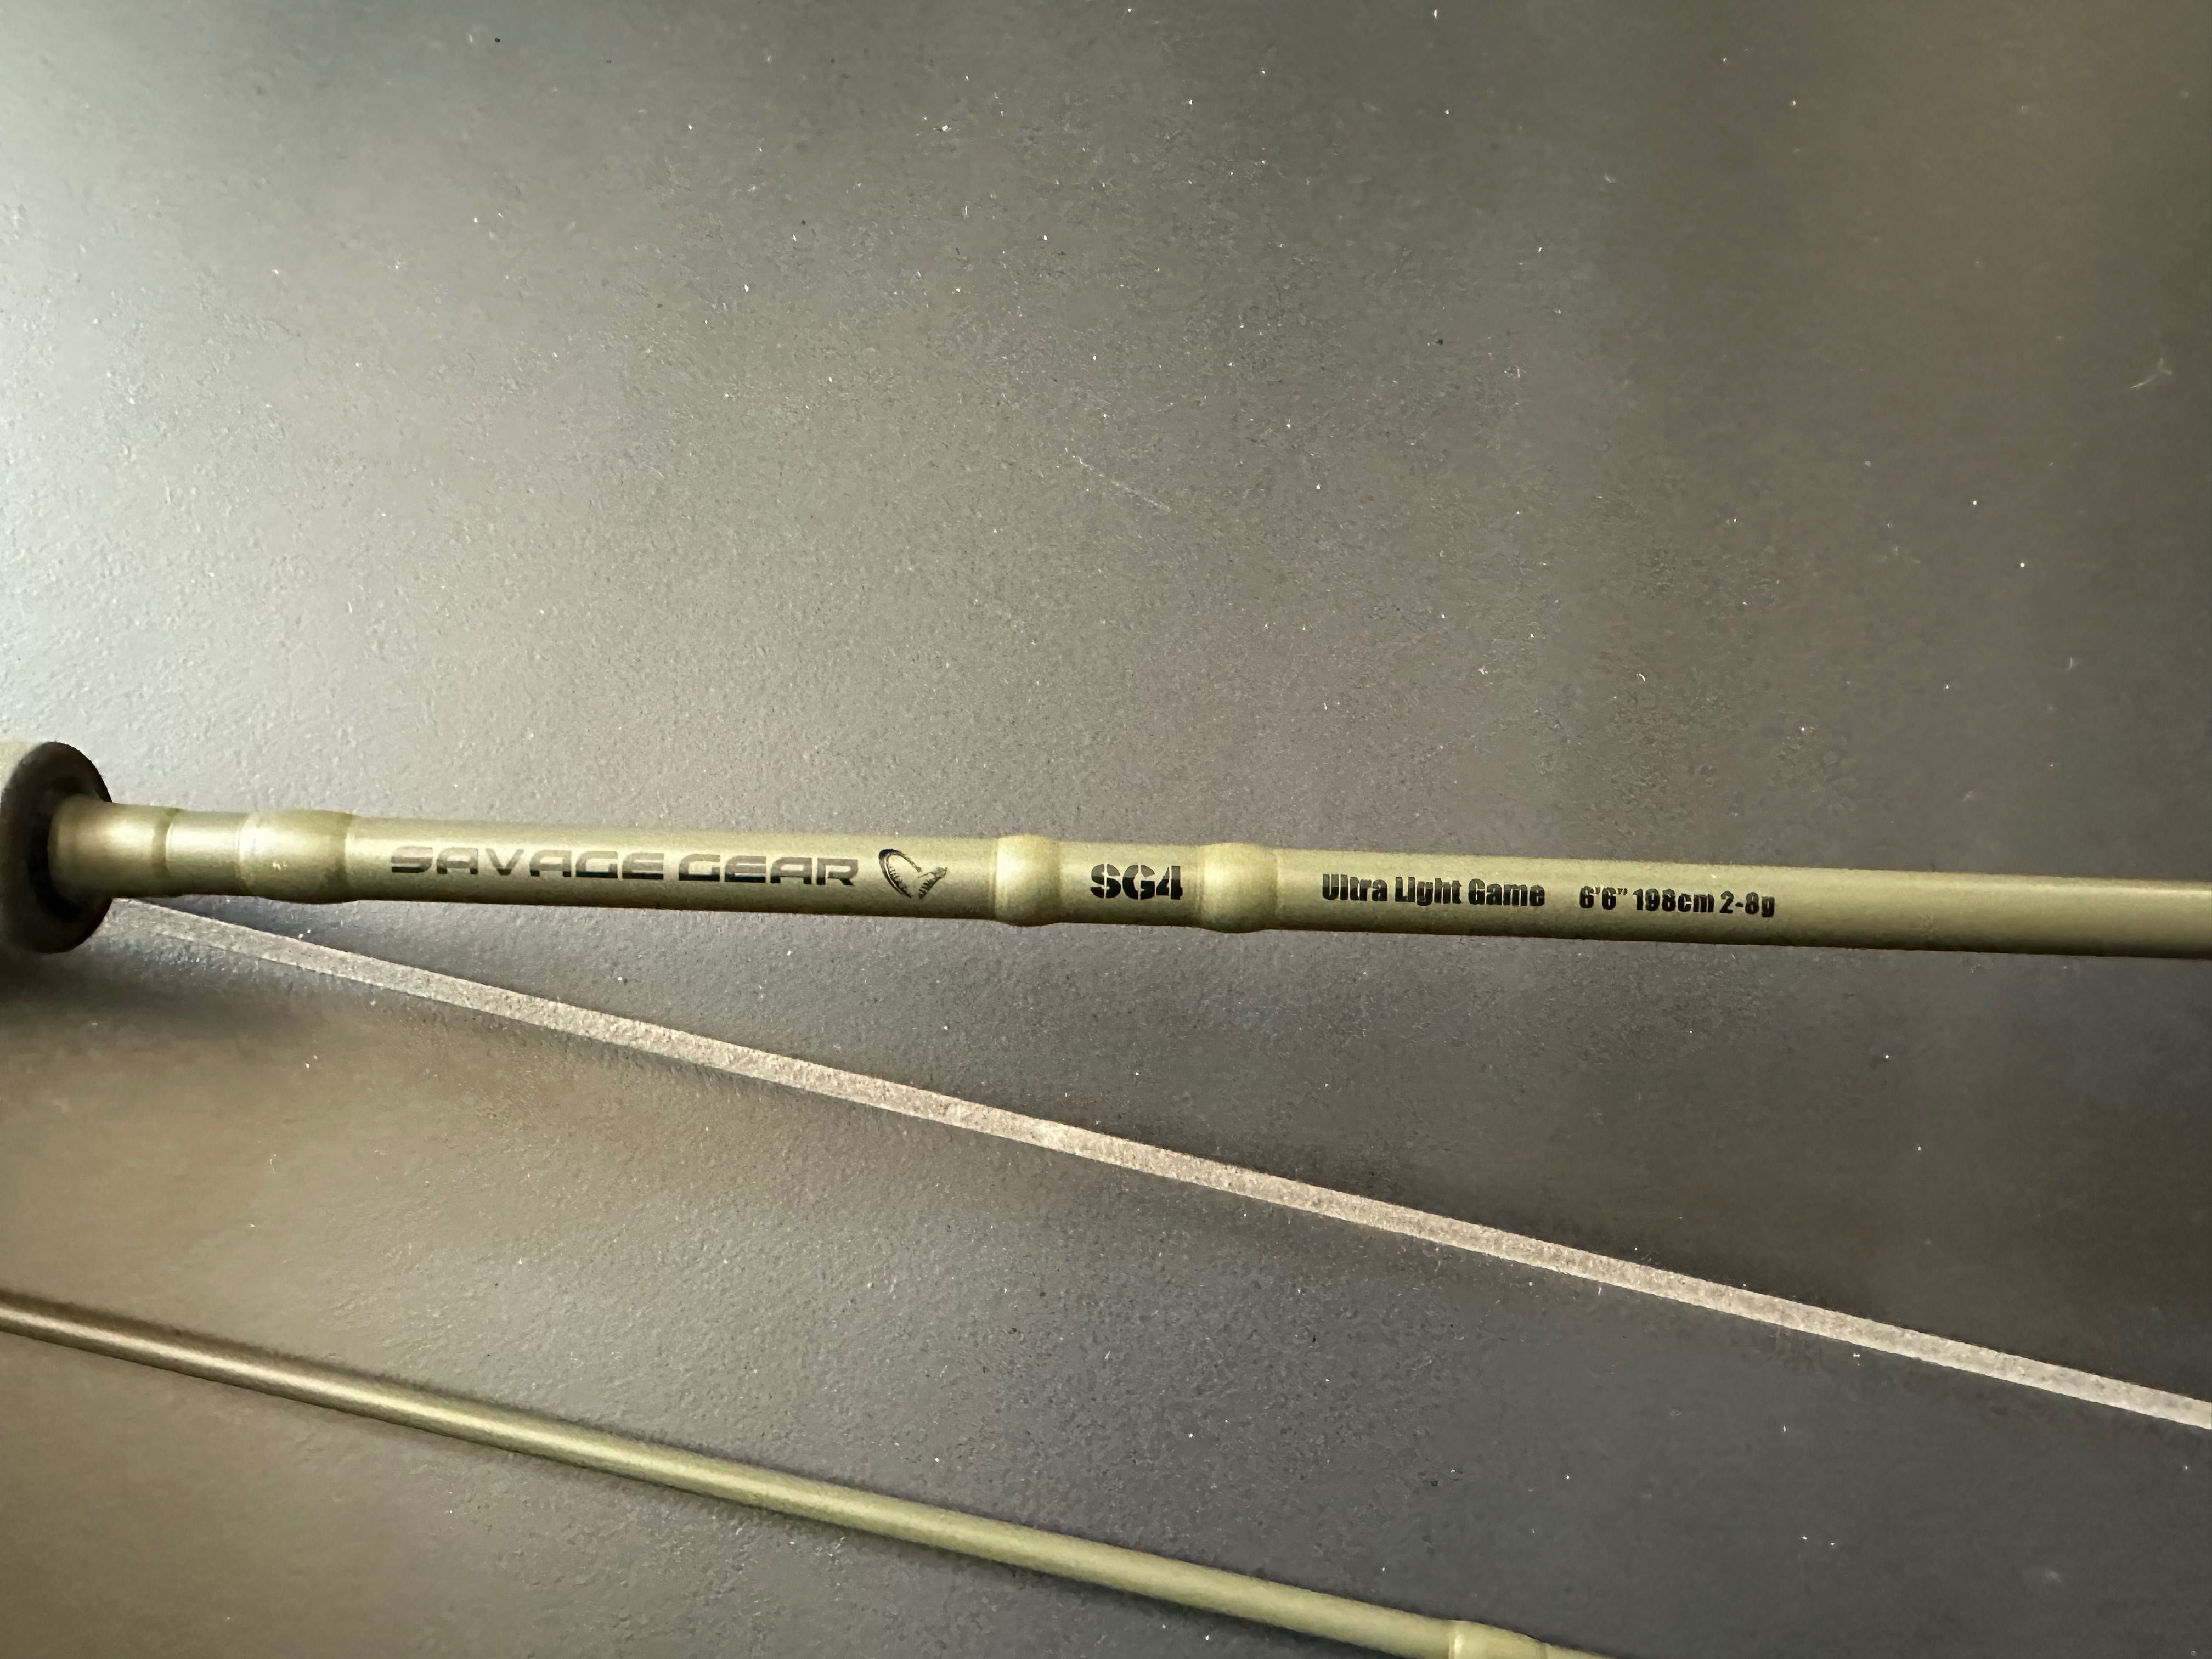 SAVAGE GEAR SG4 Ultra Light Game 6'6" 198cm 2-8g